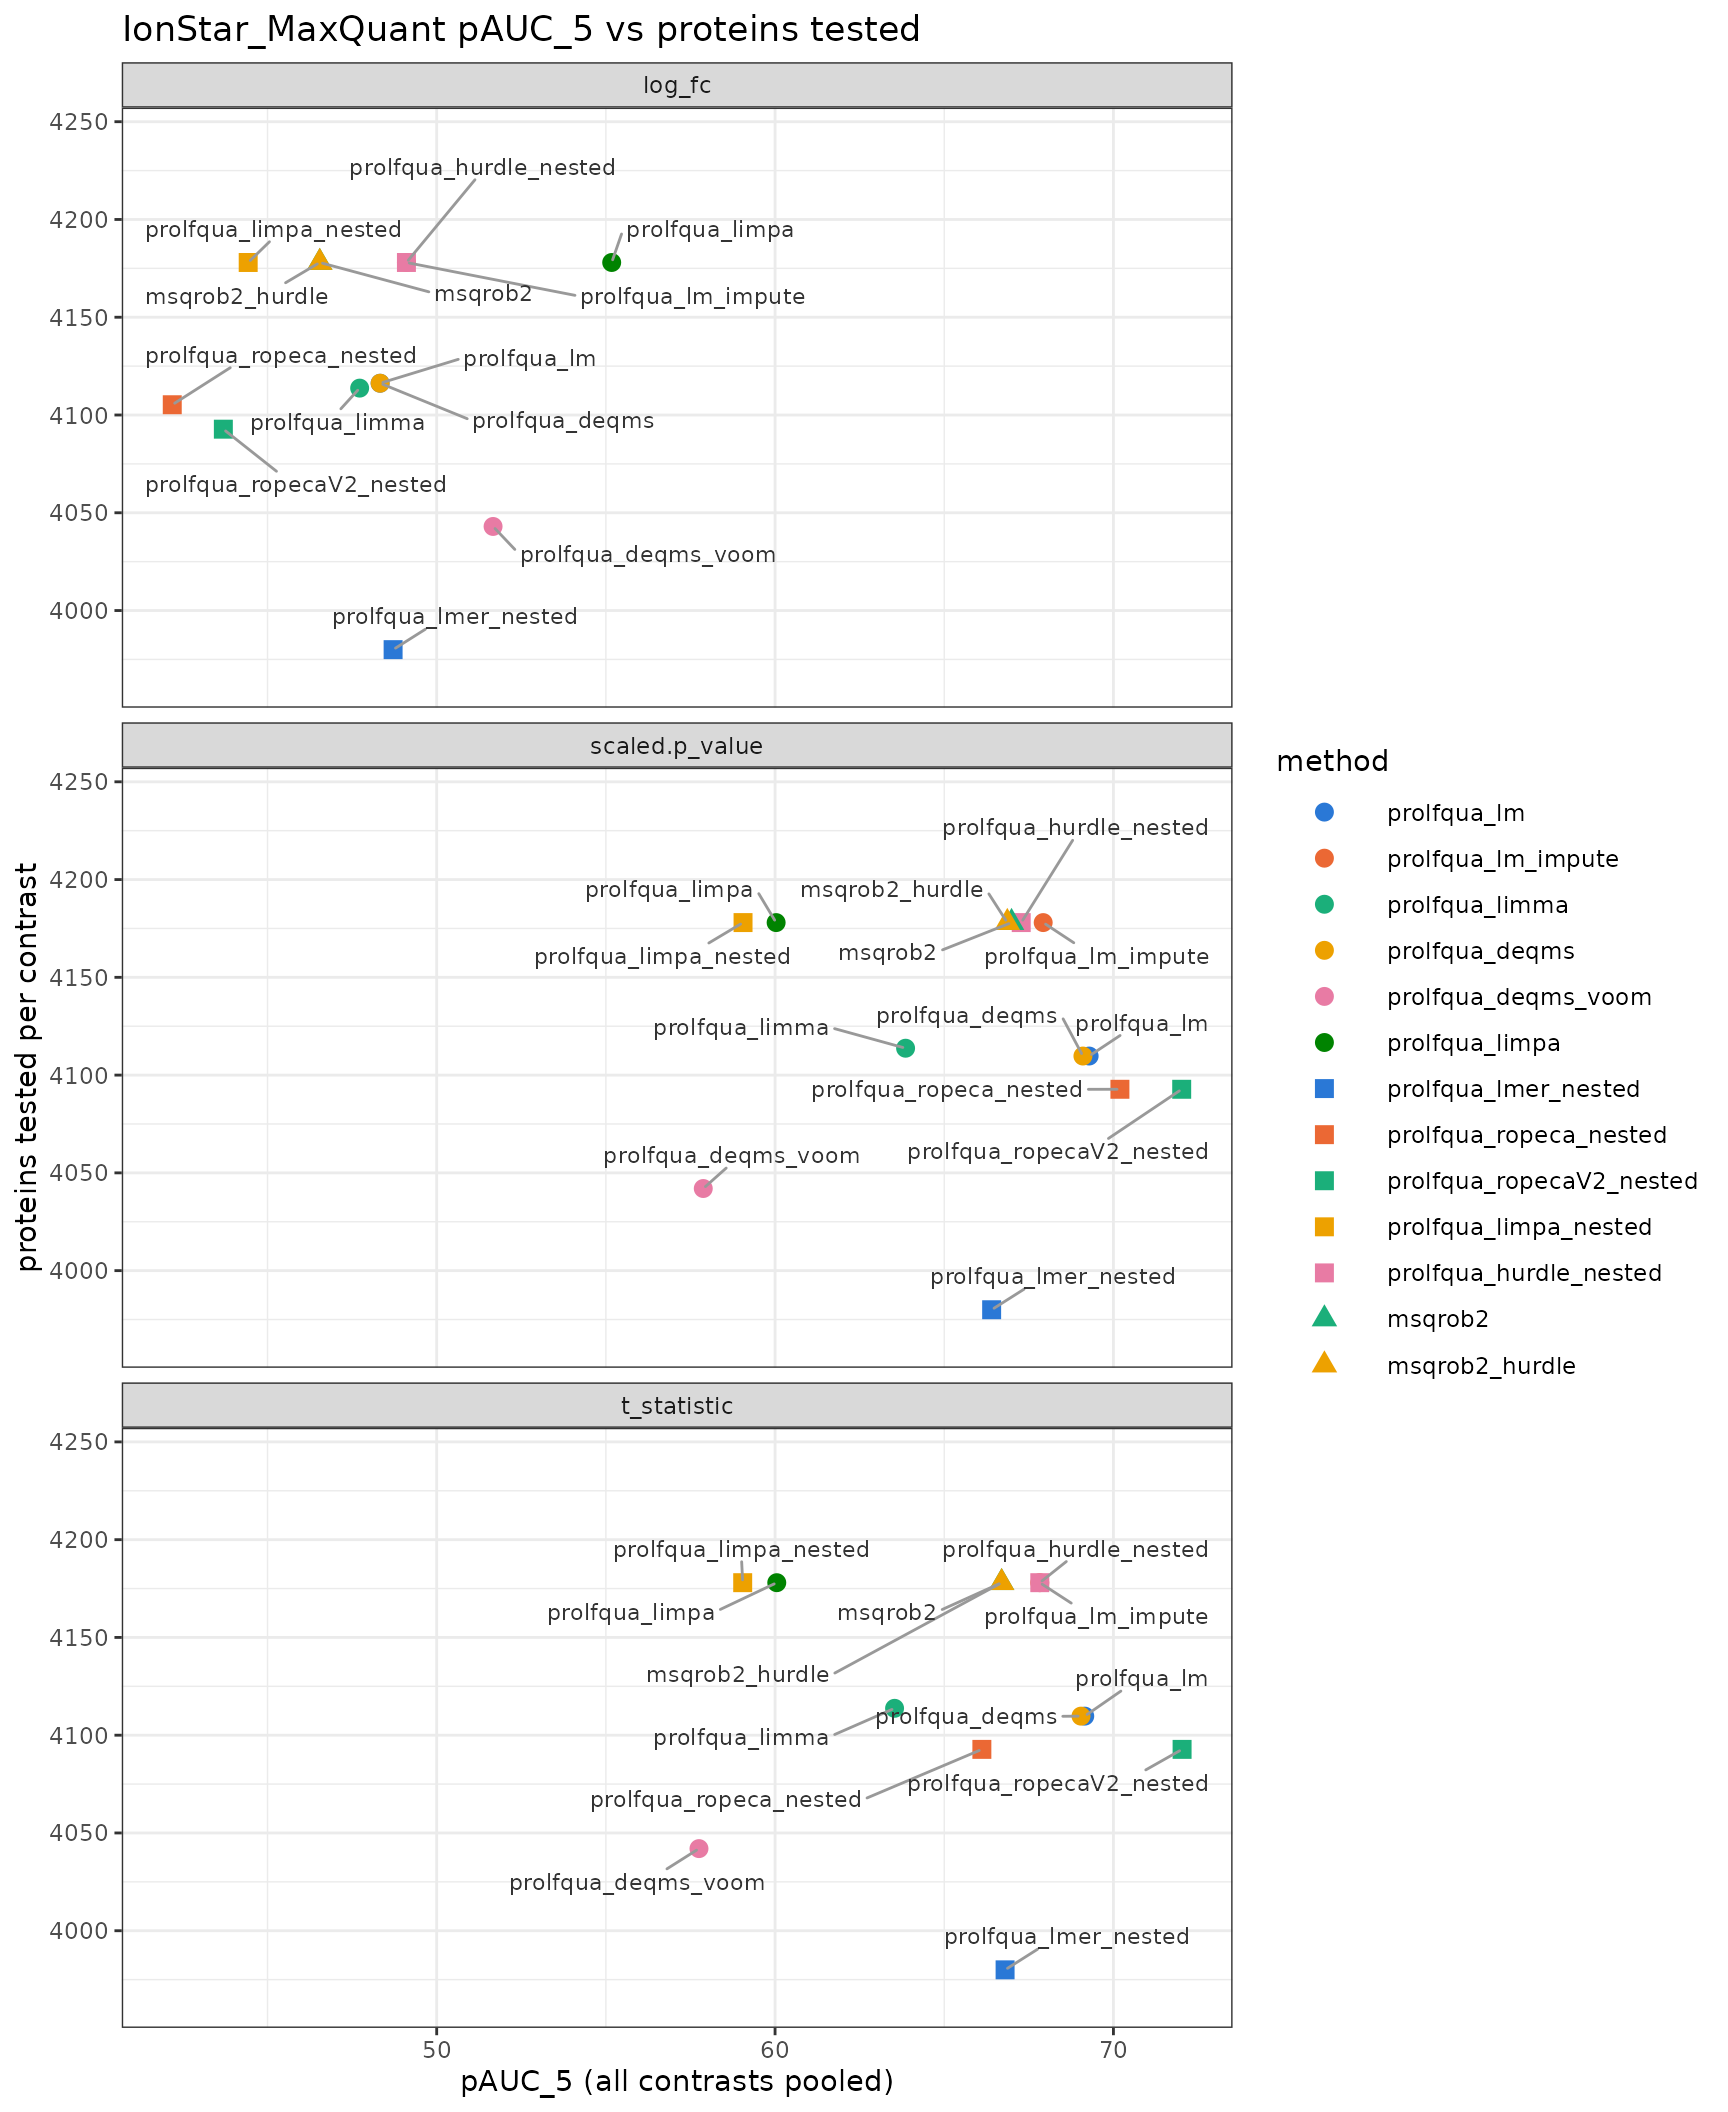 IonStar_MaxQuant pAUC_5 vs proteins tested
log_fc
4250
4200
4150
4100
4050
4000
prolfqua_hurdle_nested
prolfqua_limpa_nested
prolfqua_limpa
msqrob2_hurdle
msqrob2
prolfqua_lm_impute
prolfqua_ropeca_nested
prolfqua_lm
prolfqua_limma
prolfqua_deqms
prolfqua_ropecaV2_nested
prolfqua_deqms_voom
prolfqua_lmer_nested
scaled.p_value
4250
4200
4150
4100
4050
4000
prolfqua_hurdle_nested
prolfqua_limpa
msqrob2_hurdle
prolfqua_limpa_nested
msqrob2
prolfqua_lm_impute
prolfqua_limma
prolfqua_deqms
prolfqua_lm
prolfqua_ropeca_nested
prolfqua_ropecaV2_nested
prolfqua_deqms_voom
prolfqua_lmer_nested
t_statistic
4250
4200
4150
4100
4050
4000
prolfqua_limpa_nested
prolfqua_hurdle_nested
prolfqua_limpa
msqrob2
prolfqua_lm_impute
msqrob2_hurdle
prolfqua_lm
prolfqua_deqms
prolfqua_limma
prolfqua_ropecaV2_nested
prolfqua_ropeca_nested
prolfqua_deqms_voom
prolfqua_lmer_nested
50
60
70
pAUC_5 (all contrasts pooled)
proteins tested per contrast
method
prolfqua_lm
prolfqua_lm_impute
prolfqua_limma
prolfqua_deqms
prolfqua_deqms_voom
prolfqua_limpa
prolfqua_lmer_nested
prolfqua_ropeca_nested
prolfqua_ropecaV2_nested
prolfqua_limpa_nested
prolfqua_hurdle_nested
msqrob2
msqrob2_hurdle